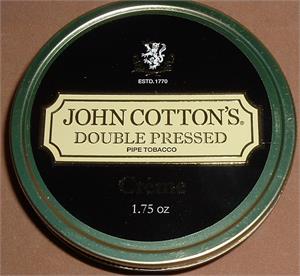 ESTD. 1770
JOHN COTTON'S®
DOUBLE PRESSED
PIPE TOBACCO
Crème
1.75 oz